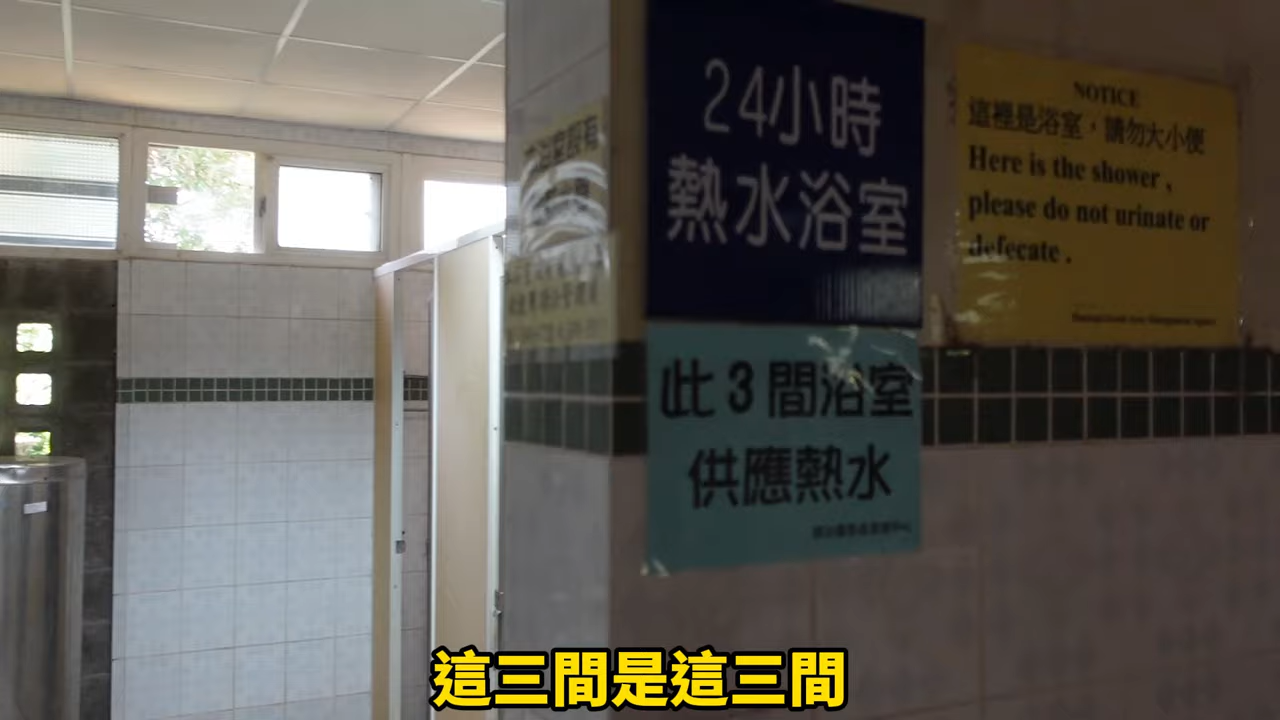 24小時
熱水浴室
此3間浴室
供應熱水
NOTICE
這裡是浴室，請勿大小便
Here is the shower ,
please do not urinate or
defecate .
這三間是這三間